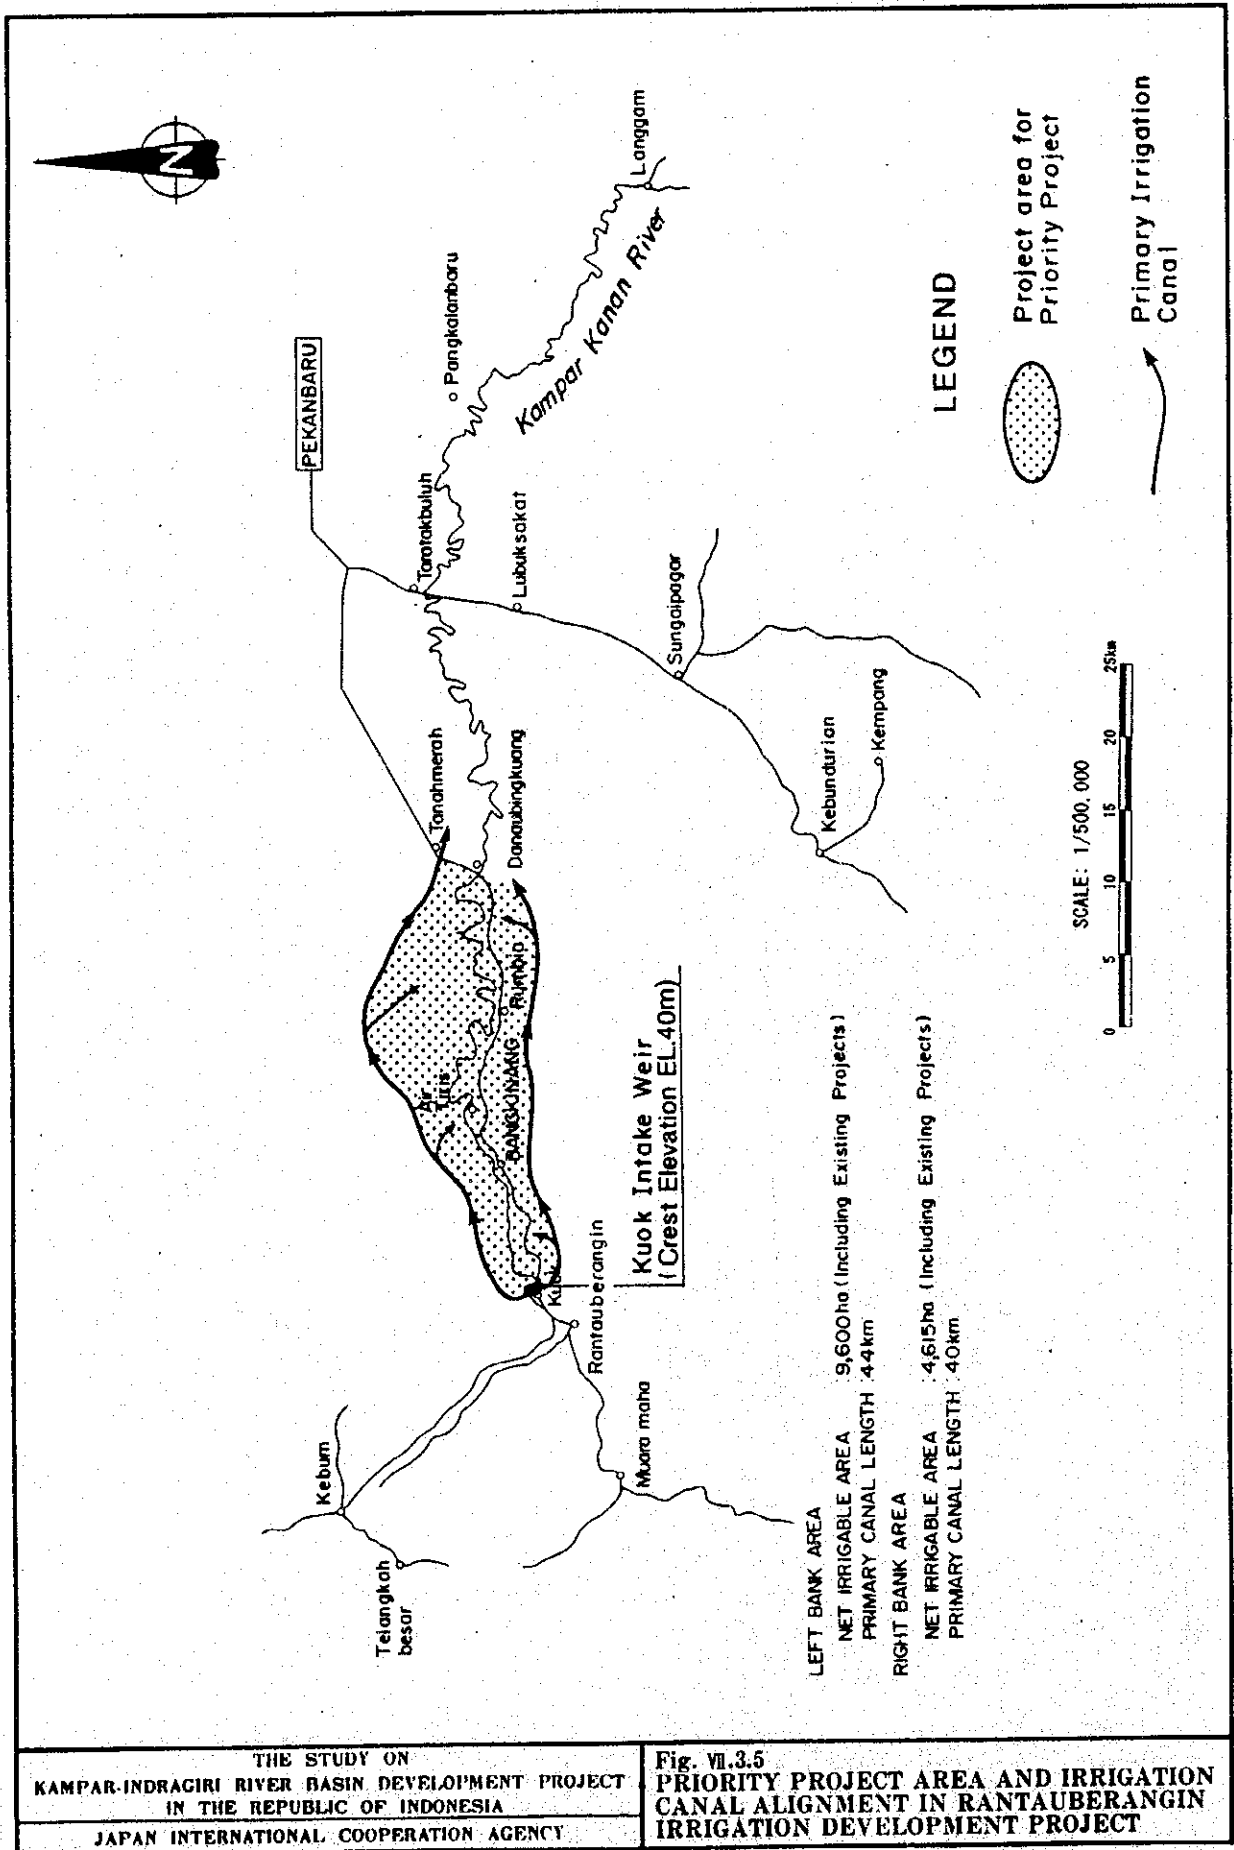 N
PEKANBARU
Pangkalanbaru
Langgam
Kampar Kanan River
Taratakbuluh
Lubuksakat
Sungaipagar
Tanahmerah
Danaubingkuang
Kebundurian
Kempang
Air
Tiris
Rumbio
BANGKINANG
Kuok
Rantauberangin
Kuok Intake Weir
(Crest Elevation EL.40m)
Keburn
Telangkah
besar
Muara maha
LEGEND
Project area for
Priority Project
Primary Irrigation
Canal
SCALE: 1/500,000
0 5 10 15 20 25km
LEFT BANK AREA
NET IRRIGABLE AREA : 9,600ha (Including Existing Projects)
PRIMARY CANAL LENGTH : 44km
RIGHT BANK AREA
NET IRRIGABLE AREA : 4,615ha (Including Existing Projects)
PRIMARY CANAL LENGTH : 40km
THE STUDY ON
KAMPAR-INDRAGIRI RIVER BASIN DEVELOPMENT PROJECT
IN THE REPUBLIC OF INDONESIA
JAPAN INTERNATIONAL COOPERATION AGENCY
Fig. VII.3.5
PRIORITY PROJECT AREA AND IRRIGATION
CANAL ALIGNMENT IN RANTAUBERANGIN
IRRIGATION DEVELOPMENT PROJECT